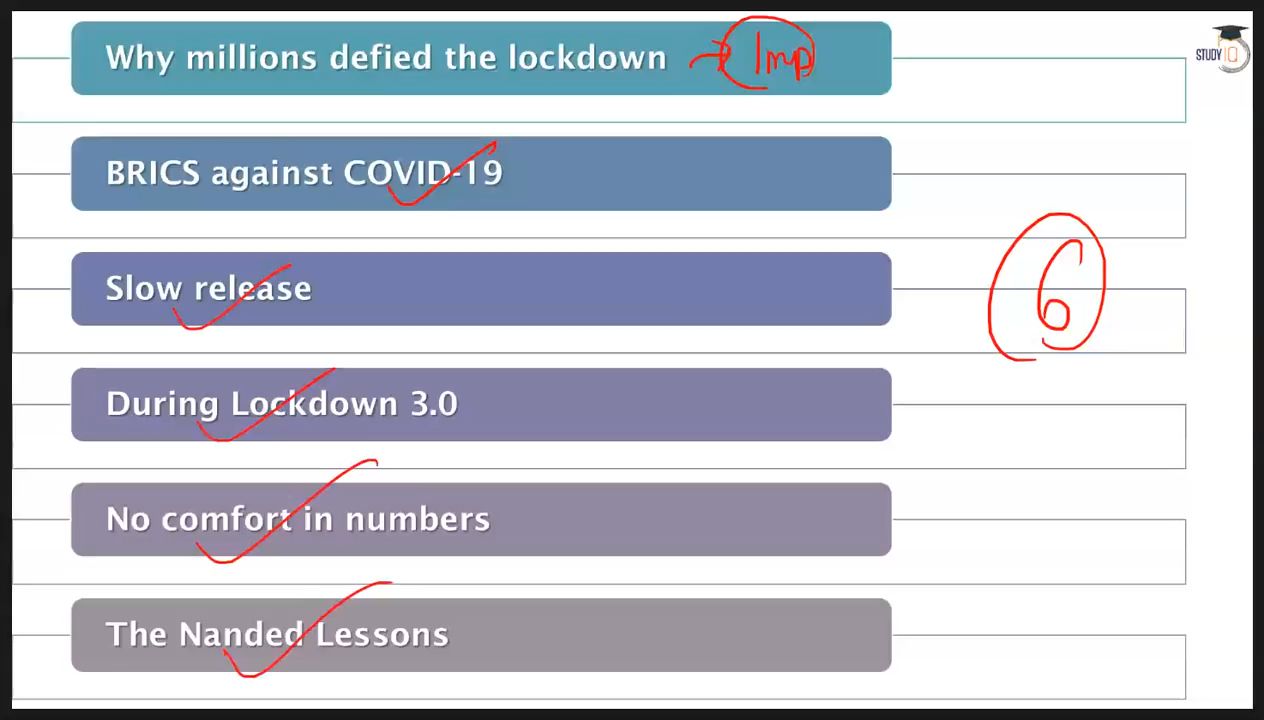 Why millions defied the lockdown → Imp
STUDY IQ
BRICS against COVID-19
Slow release
6
During Lockdown 3.0
No comfort in numbers
The Nanded Lessons